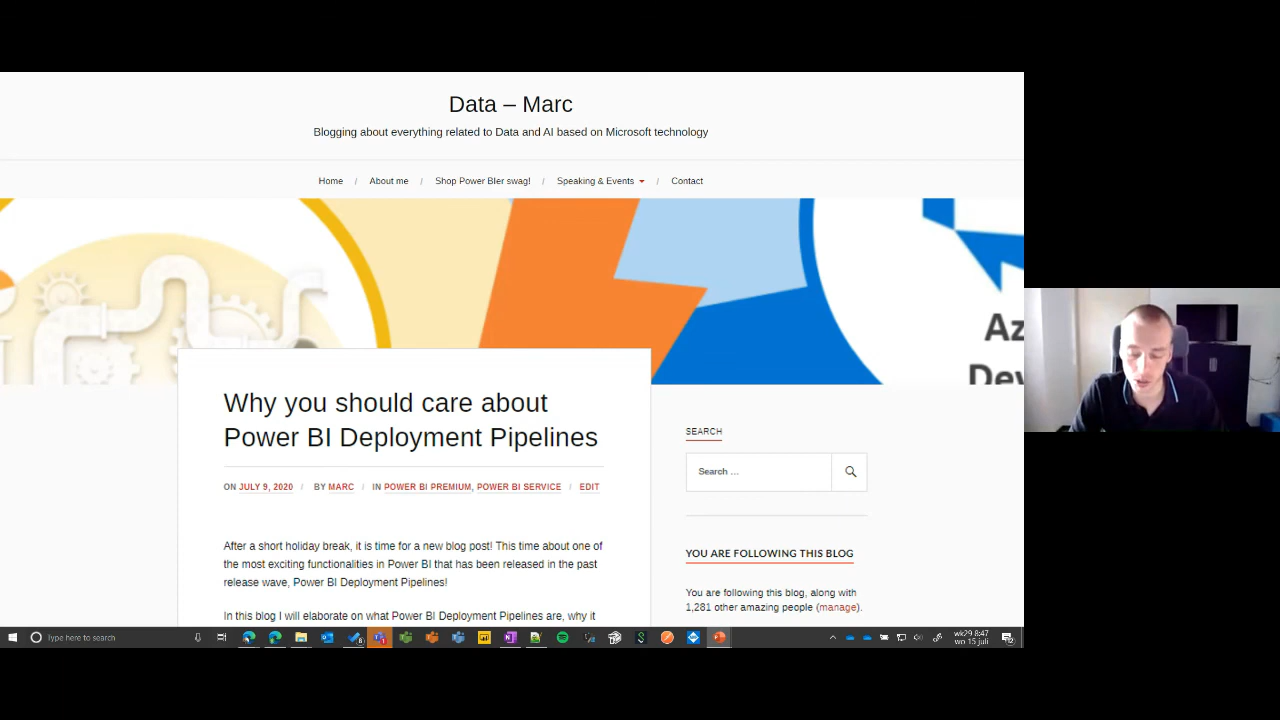 Data – Marc
Blogging about everything related to Data and AI based on Microsoft technology
Home / About me / Shop Power BIer swag! / Speaking & Events / Contact
Az
Dev
Why you should care about
Power BI Deployment Pipelines
ON JULY 9, 2020 / BY MARC / IN POWER BI PREMIUM, POWER BI SERVICE / EDIT
After a short holiday break, it is time for a new blog post! This time about one of
the most exciting functionalities in Power BI that has been released in the past
release wave, Power BI Deployment Pipelines!
In this blog I will elaborate on what Power BI Deployment Pipelines are, why it
SEARCH
Search …
YOU ARE FOLLOWING THIS BLOG
You are following this blog, along with
1,281 other amazing people (manage).
Type here to search
wk29 8:47
wo 15 juli